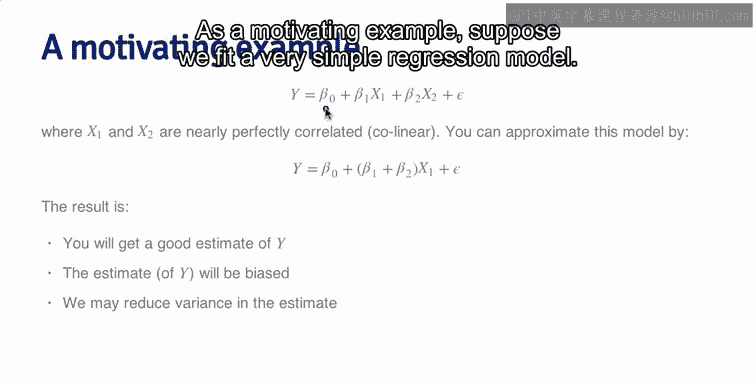 A motivating example
As a motivating example, suppose
we fit a very simple regression model.
Y = β₀ + β₁X₁ + β₂X₂ + ϵ
where X₁ and X₂ are nearly perfectly correlated (co-linear). You can approximate this model by:
Y = β₀ + (β₁ + β₂)X₁ + ϵ
The result is:
· You will get a good estimate of Y
· The estimate (of Y) will be biased
· We may reduce variance in the estimate